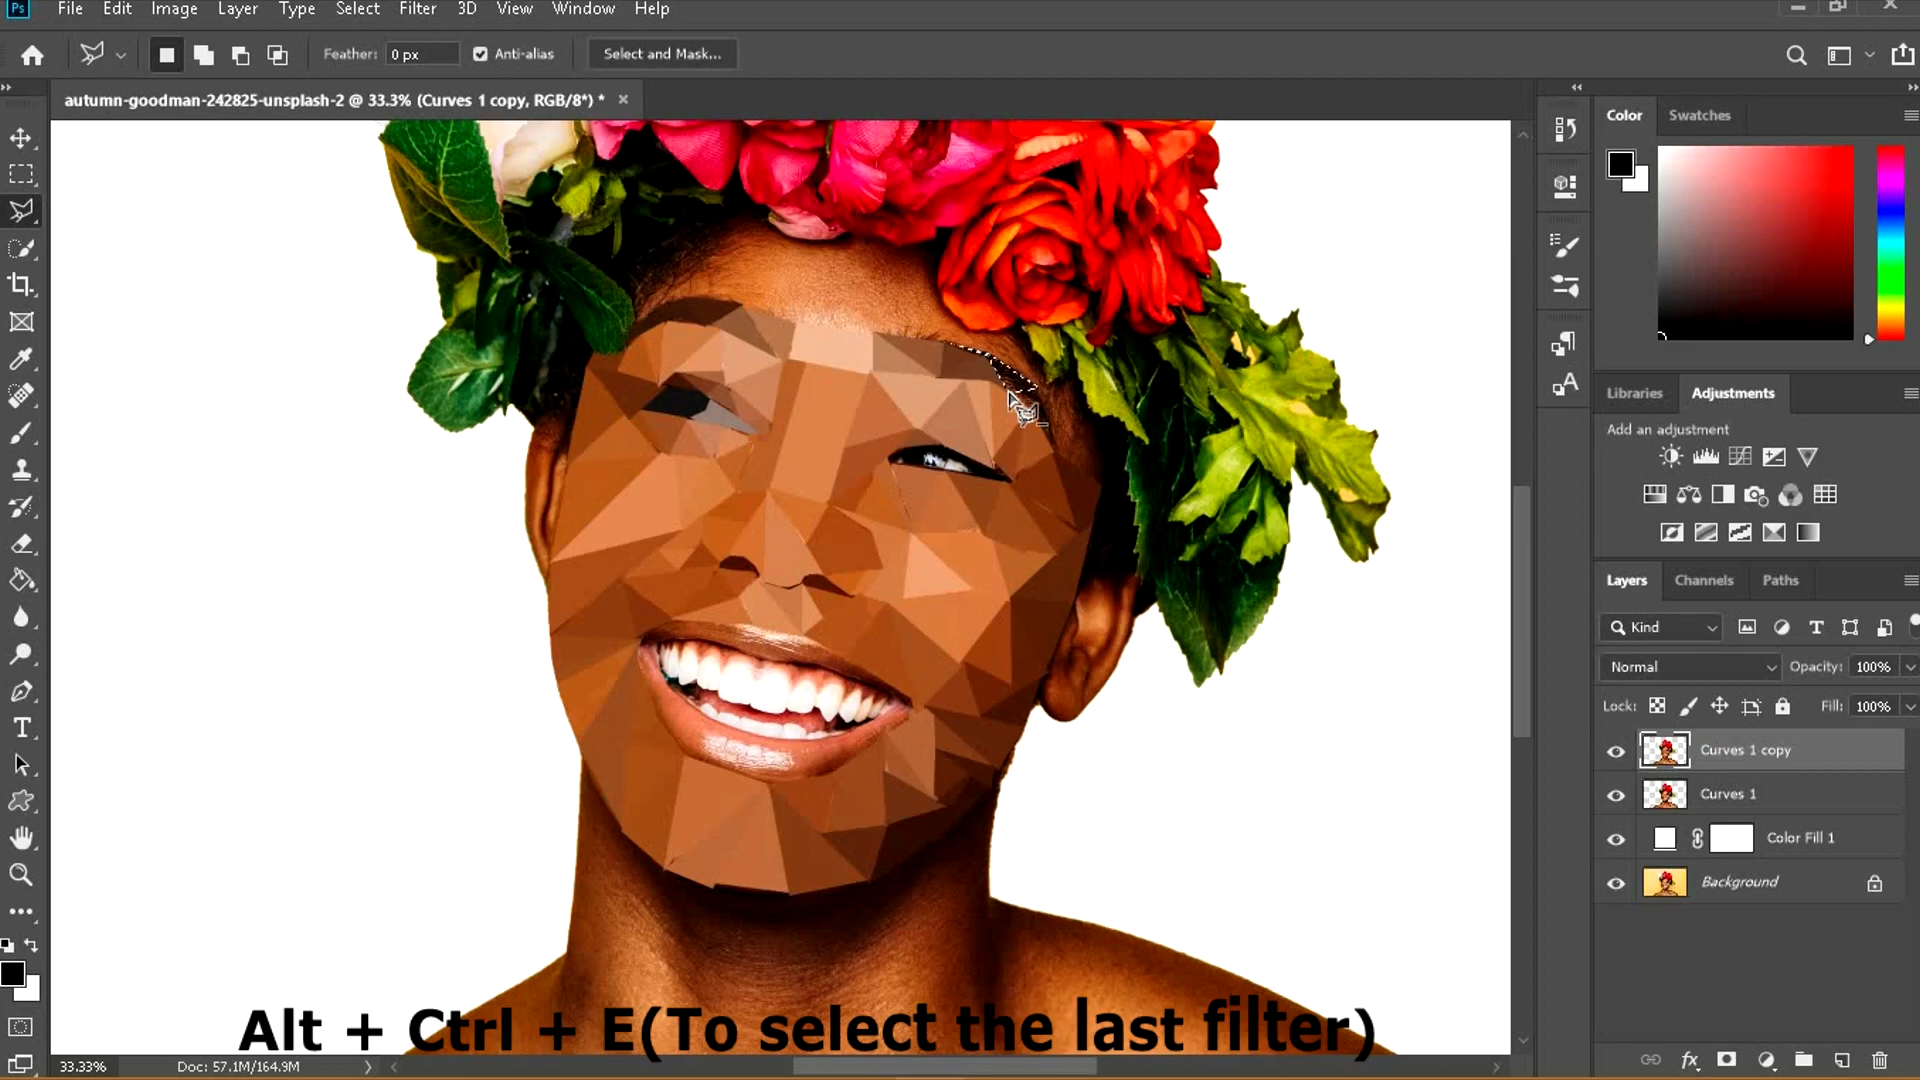 Ps File Edit Image Layer Type Select Filter 3D View Window Help
Feather: 0 px Anti-alias Select and Mask...
autumn-goodman-242825-unsplash-2 @ 33.3% (Curves 1 copy, RGB/8*) *
Color Swatches
Libraries Adjustments
Add an adjustment
Layers Channels Paths
Kind
Normal Opacity: 100%
Lock: Fill: 100%
Curves 1 copy
Curves 1
Color Fill 1
Background
fx
Alt + Ctrl + E(To select the last filter)
33.33% Doc: 57.1M/164.9M